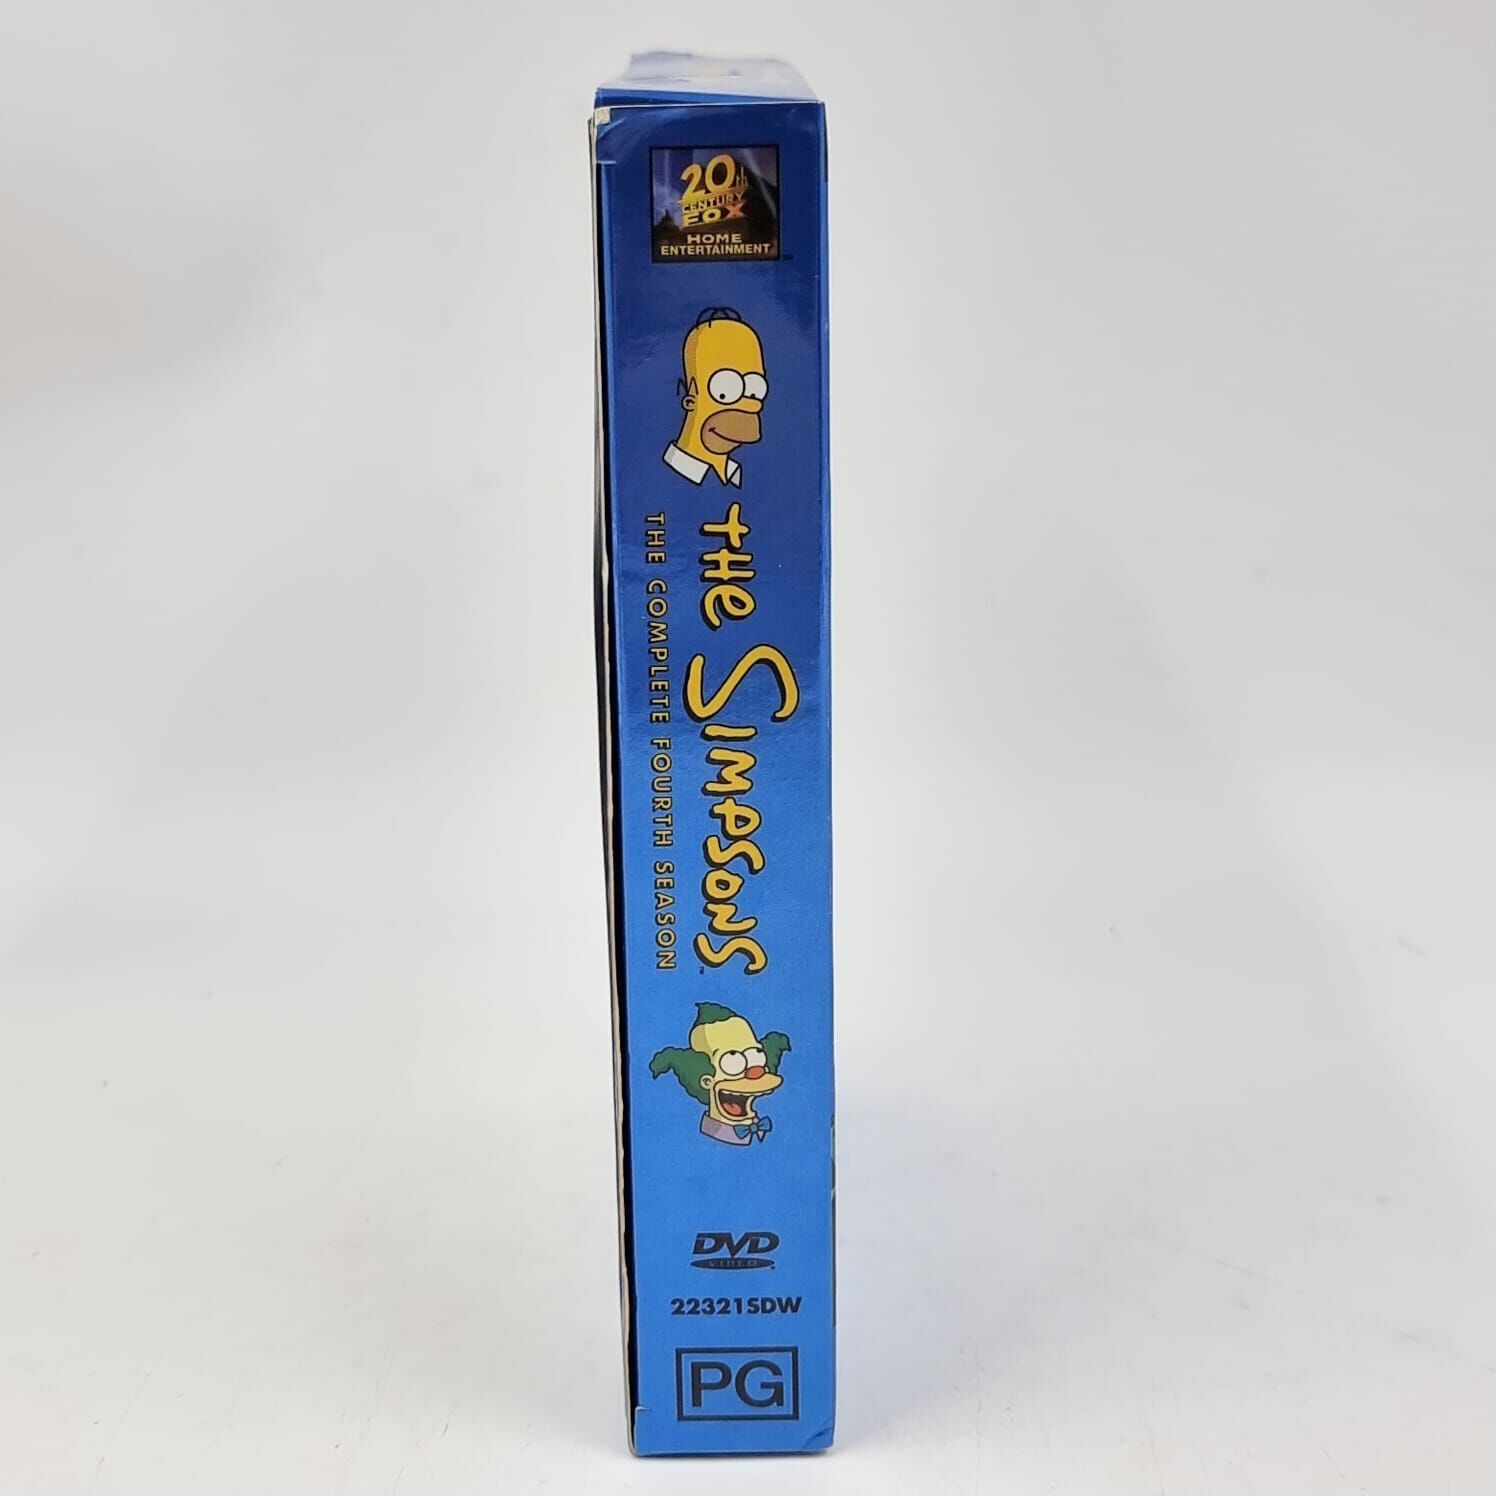 20th
CENTURY
FOX
HOME
ENTERTAINMENT
THE SIMPSONS
THE COMPLETE FOURTH SEASON
DVD
VIDEO
22321SDW
PG